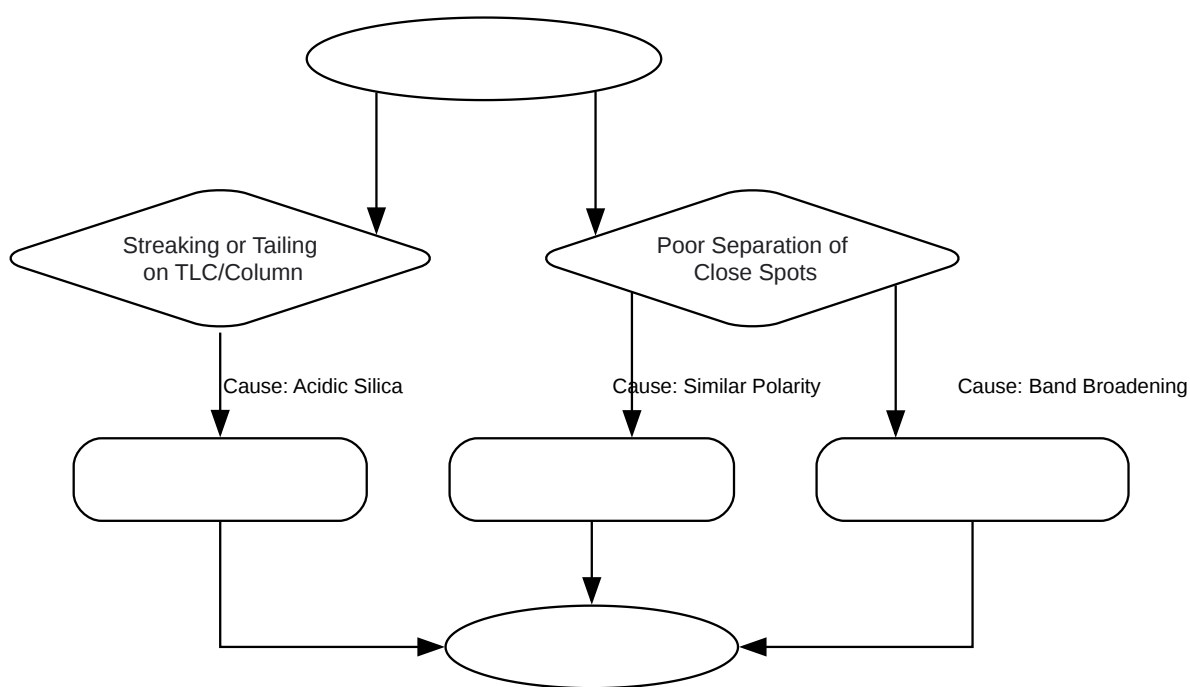 Streaking or Tailing
on TLC/Column
Poor Separation of
Close Spots
Cause: Acidic Silica
Cause: Similar Polarity
Cause: Band Broadening